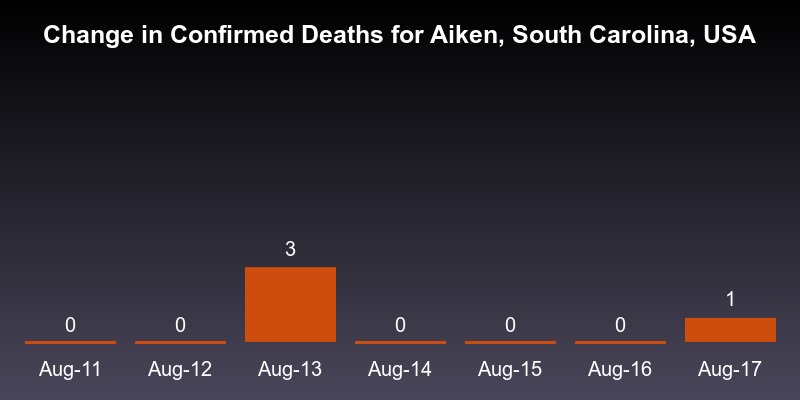 Change in Confirmed Deaths for Aiken, South Carolina, USA
3
1
0 0 0 0 0
Aug-11 Aug-12 Aug-13 Aug-14 Aug-15 Aug-16 Aug-17